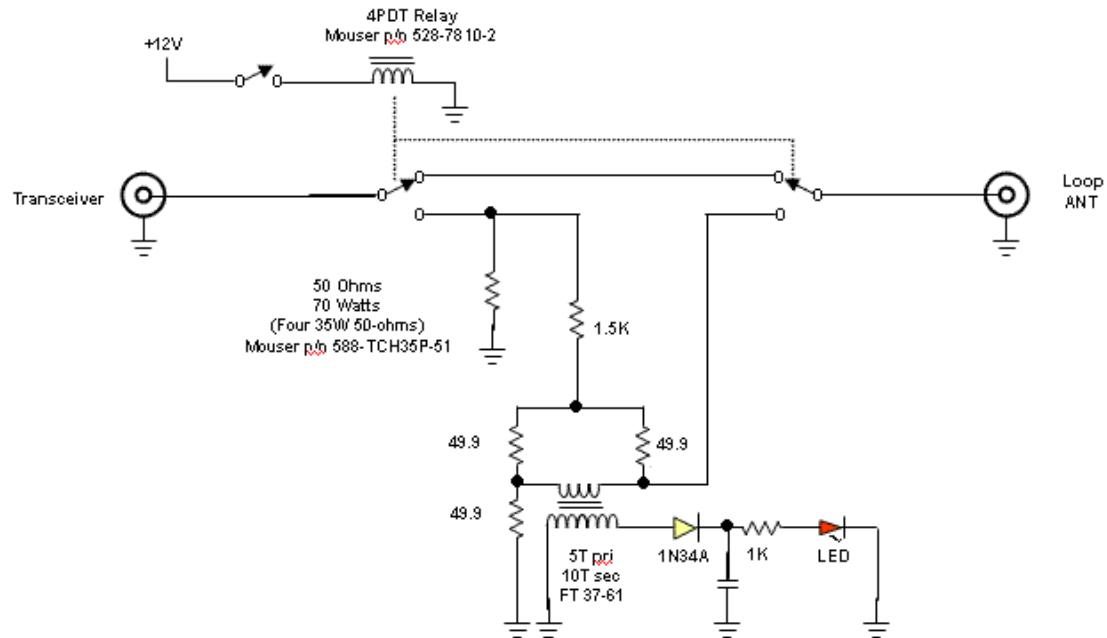 4PDT Relay
Mouser p/n 528-7810-2
+12V
Transceiver
Loop
ANT
50 Ohms
70 Watts
(Four 35W 50-ohms)
Mouser p/n 588-TCH35P-51
1.5K
49.9
49.9
49.9
5T pri
10T sec
FT 37-61
1N34A
1K
LED